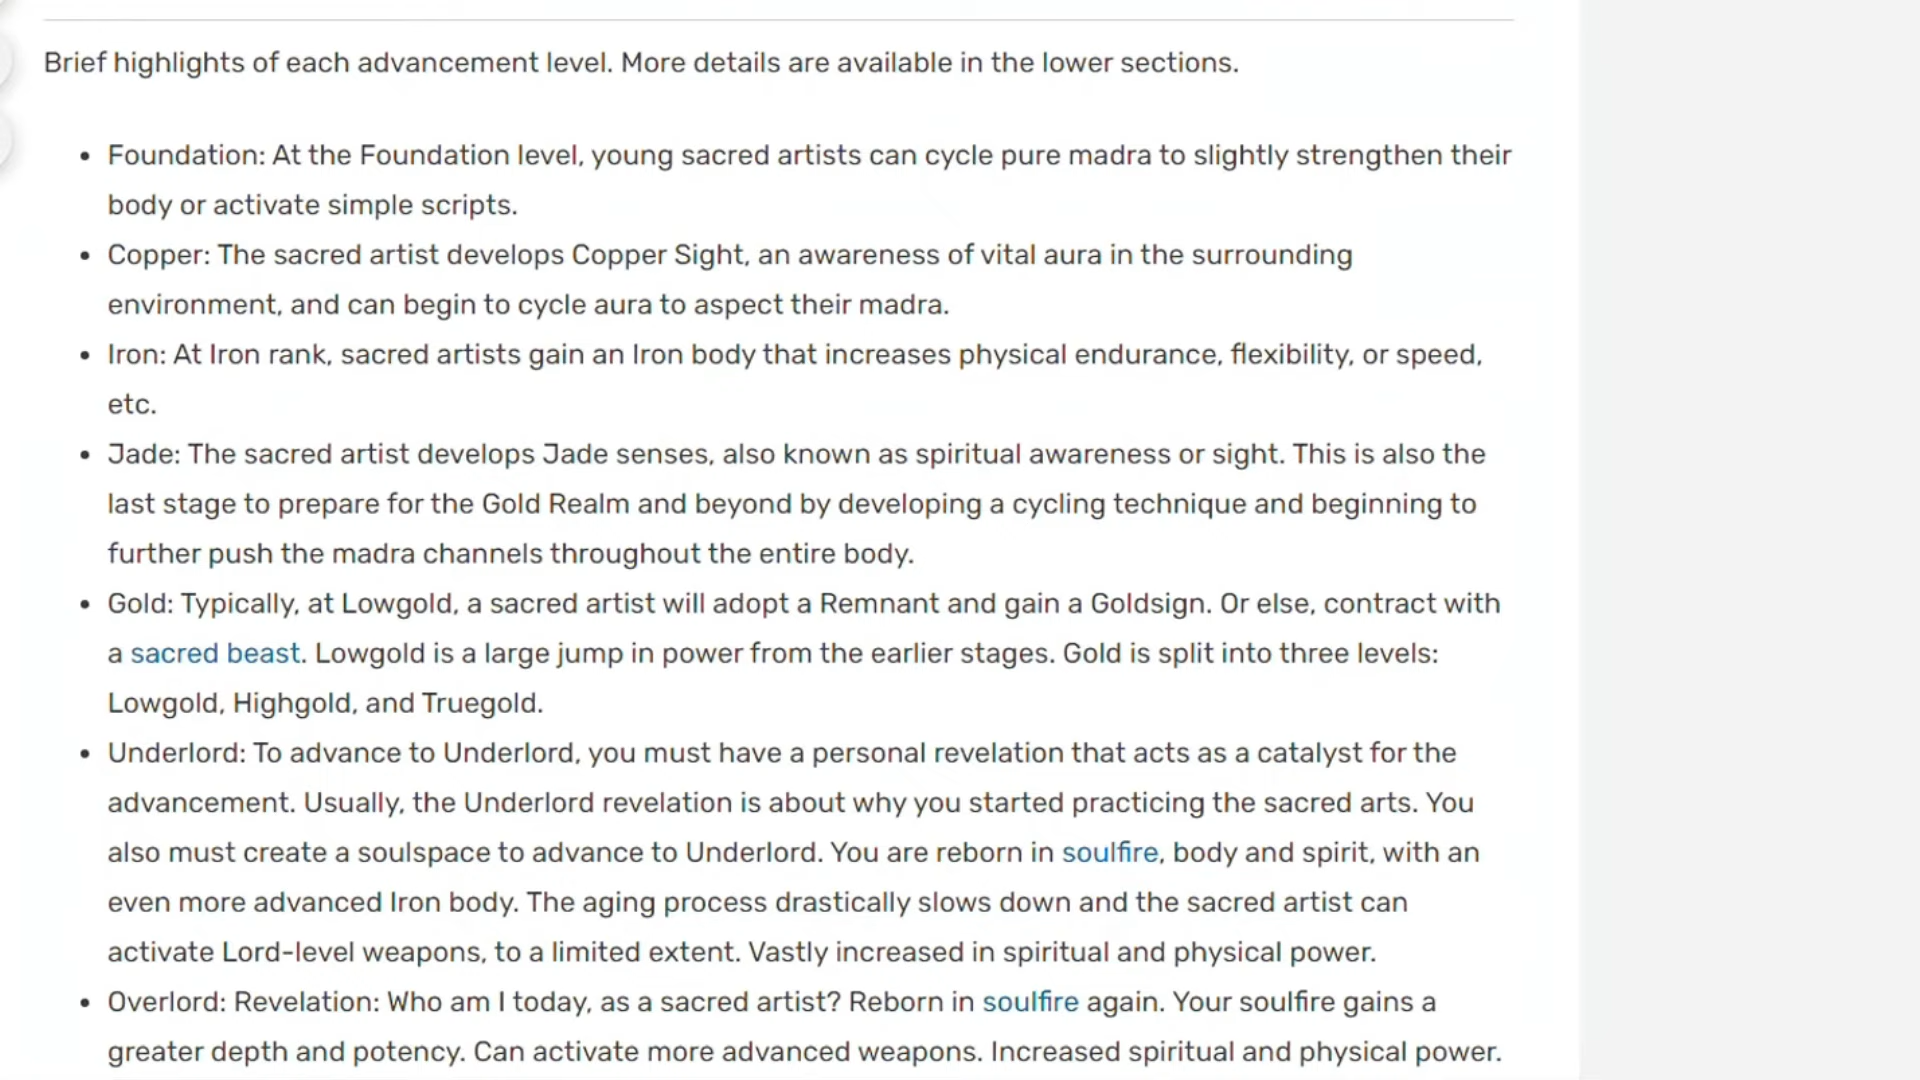 Brief highlights of each advancement level. More details are available in the lower sections.
• Foundation: At the Foundation level, young sacred artists can cycle pure madra to slightly strengthen their
body or activate simple scripts.
• Copper: The sacred artist develops Copper Sight, an awareness of vital aura in the surrounding
environment, and can begin to cycle aura to aspect their madra.
• Iron: At Iron rank, sacred artists gain an Iron body that increases physical endurance, flexibility, or speed,
etc.
• Jade: The sacred artist develops Jade senses, also known as spiritual awareness or sight. This is also the
last stage to prepare for the Gold Realm and beyond by developing a cycling technique and beginning to
further push the madra channels throughout the entire body.
• Gold: Typically, at Lowgold, a sacred artist will adopt a Remnant and gain a Goldsign. Or else, contract with
a sacred beast. Lowgold is a large jump in power from the earlier stages. Gold is split into three levels:
Lowgold, Highgold, and Truegold.
• Underlord: To advance to Underlord, you must have a personal revelation that acts as a catalyst for the
advancement. Usually, the Underlord revelation is about why you started practicing the sacred arts. You
also must create a soulspace to advance to Underlord. You are reborn in soulfire, body and spirit, with an
even more advanced Iron body. The aging process drastically slows down and the sacred artist can
activate Lord-level weapons, to a limited extent. Vastly increased in spiritual and physical power.
• Overlord: Revelation: Who am I today, as a sacred artist? Reborn in soulfire again. Your soulfire gains a
greater depth and potency. Can activate more advanced weapons. Increased spiritual and physical power.